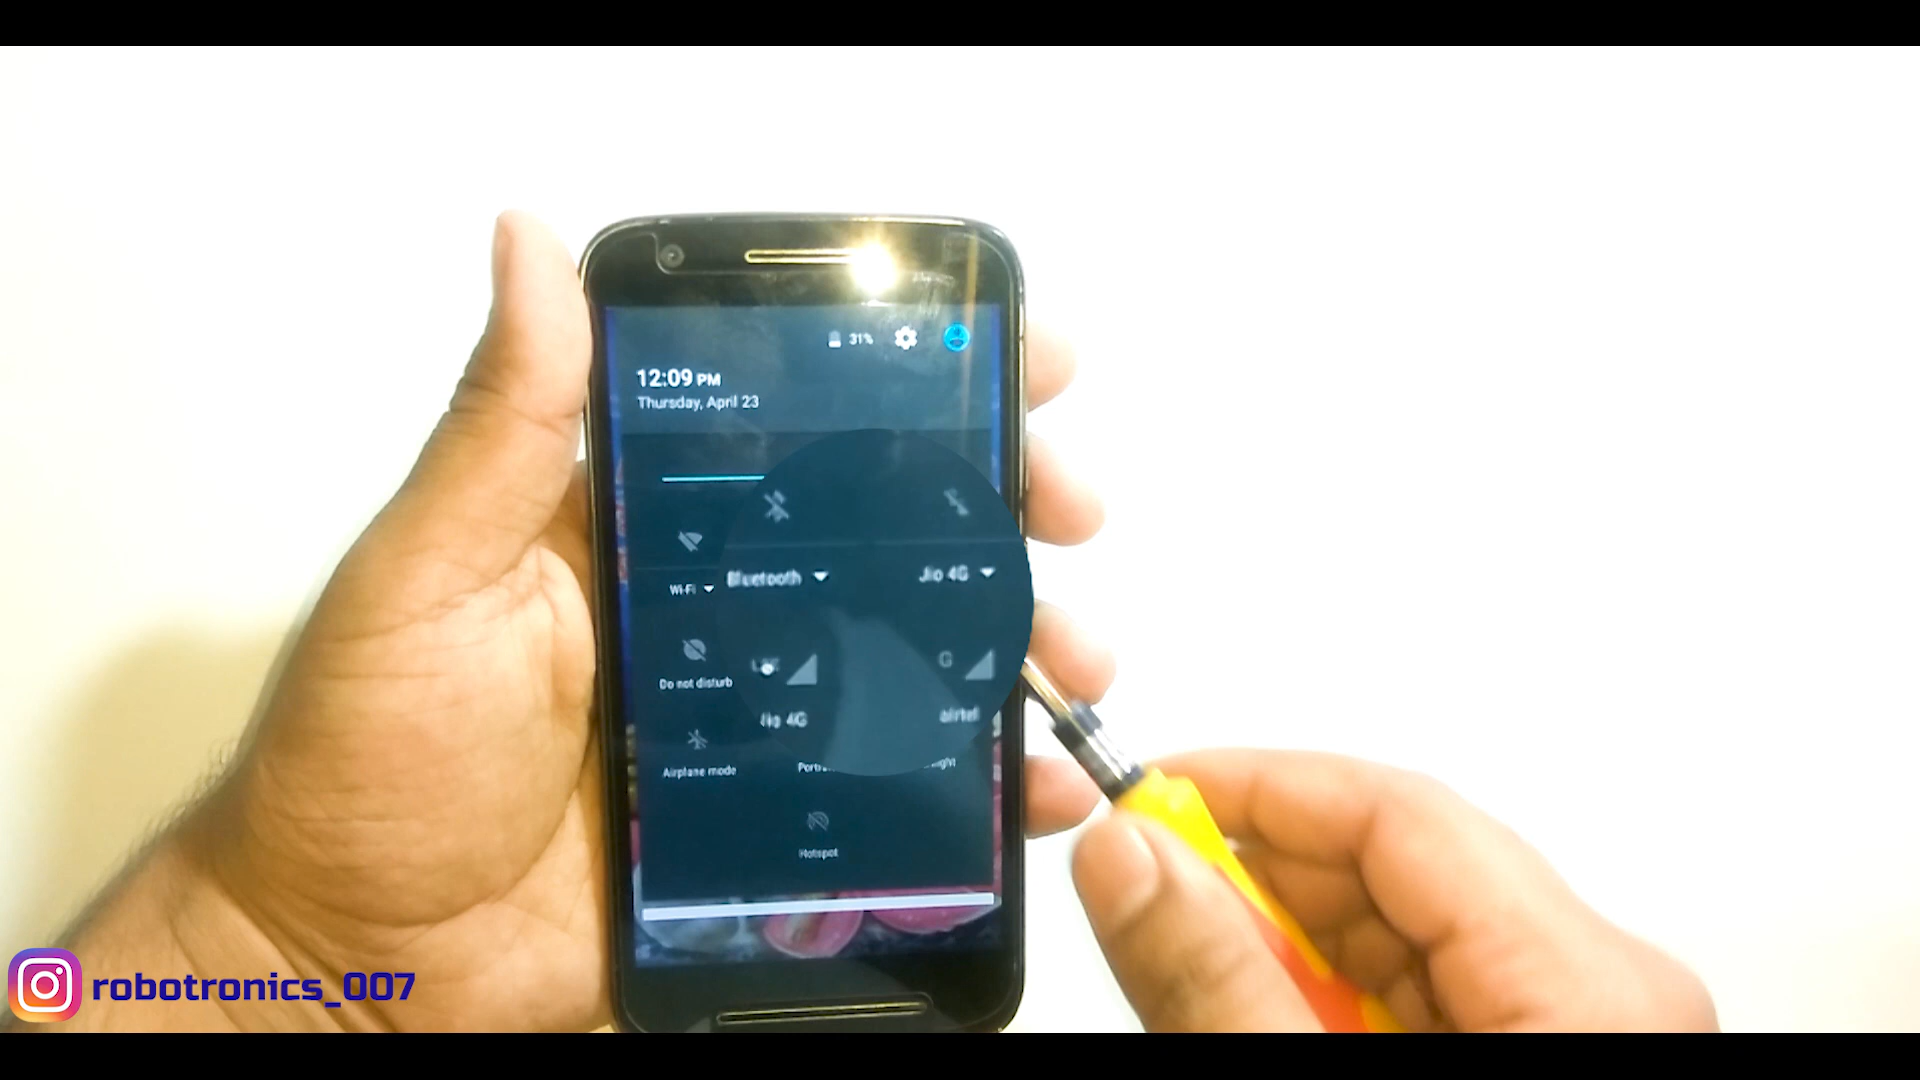 31%
12:09 PM
Thursday, April 23
Bluetooth
Jio 4G
Wi-Fi
G
Do not disturb
4G
airtel
Airplane mode
Hotspot
robotronics_007